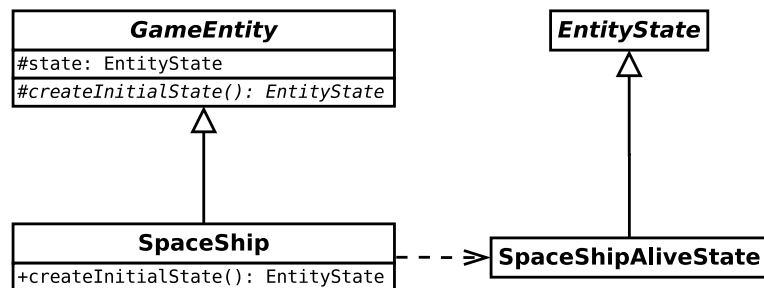 GameEntity
#state: EntityState
#createInitialState(): EntityState
EntityState
SpaceShip
+createInitialState(): EntityState
SpaceShipAliveState